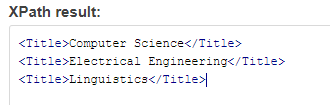 XPath result:
<Title>Computer Science</Title>
<Title>Electrical Engineering</Title>
<Title>Linguistics</Title>